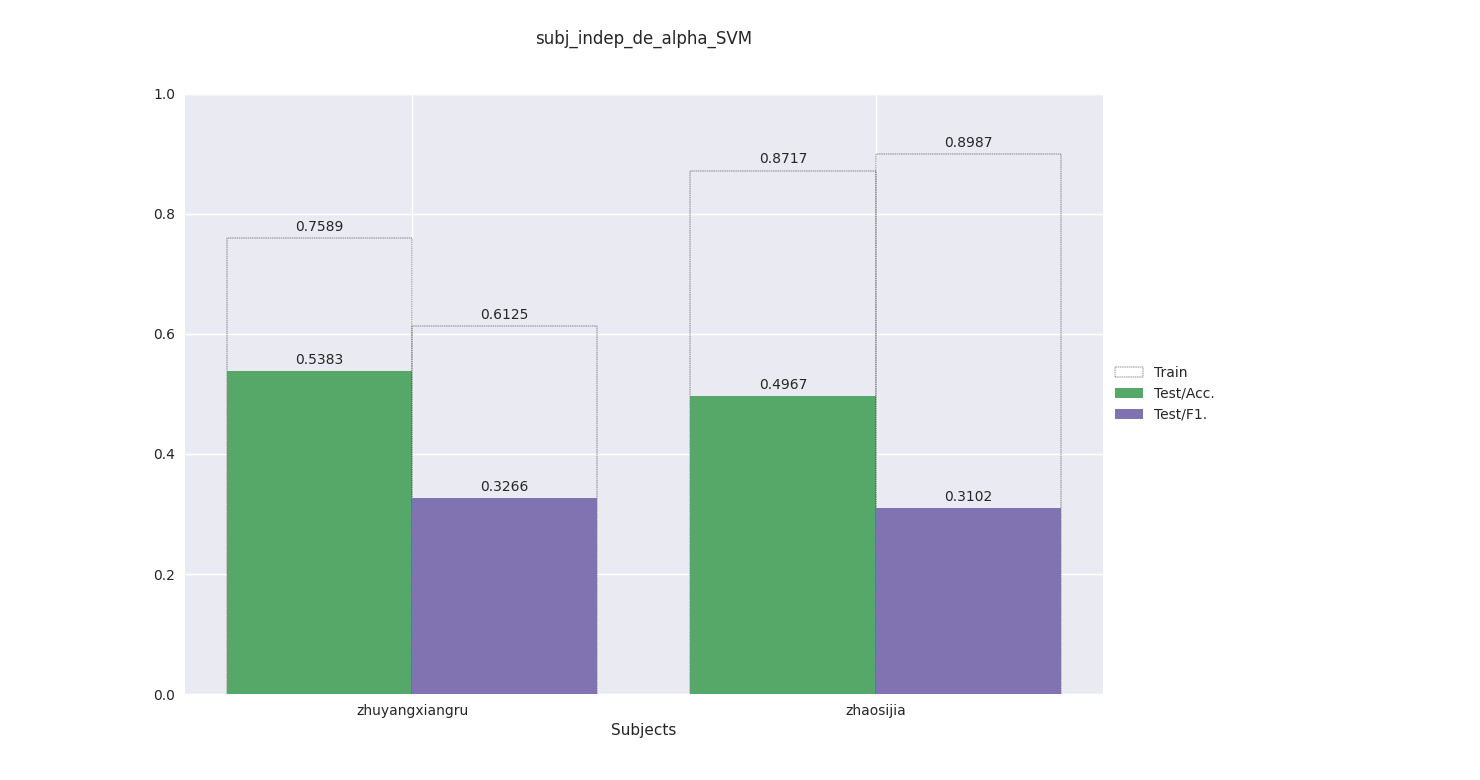 subj_indep_de_alpha_SVM
1.0
0.8
0.6
0.4
0.2
0.0
0.7589
0.5383
0.6125
0.3266
0.8717
0.4967
0.8987
0.3102
zhuyangxiangru
zhaosijia
Subjects
Train
Test/Acc.
Test/F1.